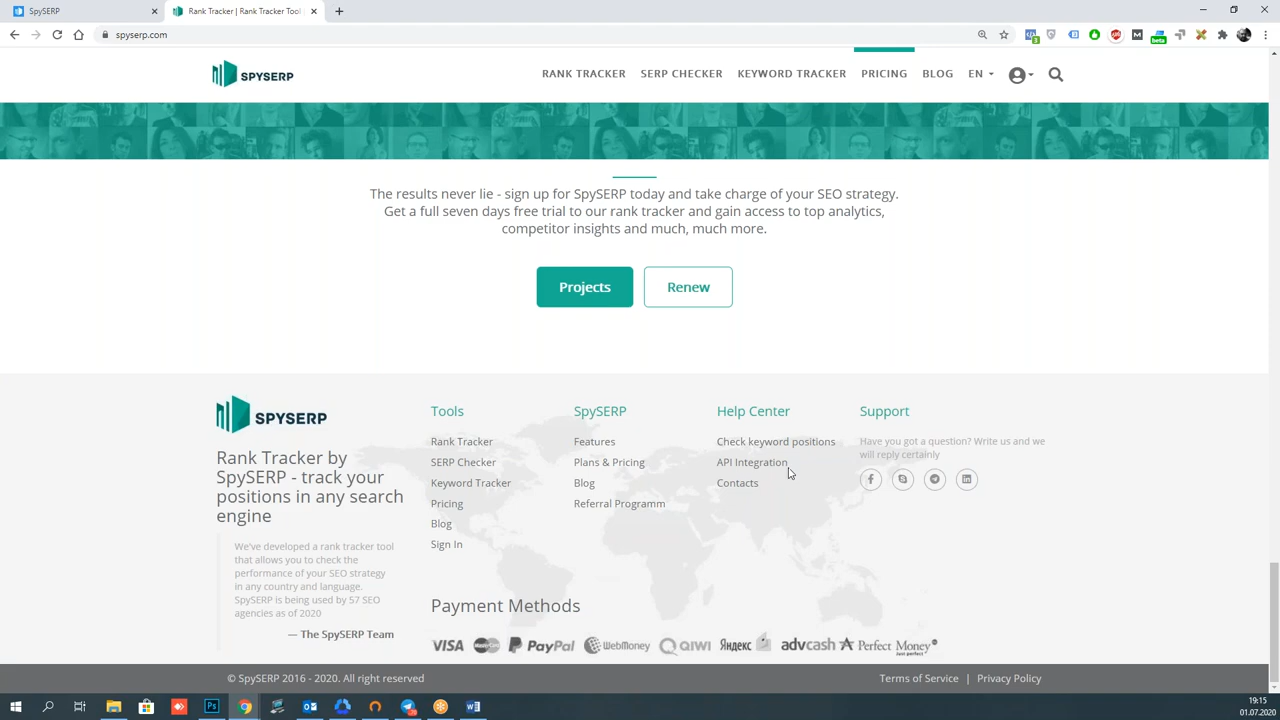 SpySERP
Rank Tracker | Rank Tracker Tool
spyserp.com
3
beta
SPYSERP
RANK TRACKER
SERP CHECKER
KEYWORD TRACKER
PRICING
BLOG
EN
The results never lie - sign up for SpySERP today and take charge of your SEO strategy.
Get a full seven days free trial to our rank tracker and gain access to top analytics,
competitor insights and much, much more.
Projects
Renew
SPYSERP
Rank Tracker by
SpySERP - track your
positions in any search
engine
We've developed a rank tracker tool
that allows you to check the
performance of your SEO strategy
in any country and language.
SpySERP is being used by 57 SEO
agencies as of 2020
— The SpySERP Team
Tools
Rank Tracker
SERP Checker
Keyword Tracker
Pricing
Blog
Sign In
SpySERP
Features
Plans & Pricing
Blog
Referral Programm
Help Center
Check keyword positions
API Integration
Contacts
Support
Have you got a question? Write us and we
will reply certainly
Payment Methods
VISA
MasterCard
PayPal
WebMoney
QIWI
Яндекс
advcash
Perfect Money
© SpySERP 2016 - 2020. All right reserved
Terms of Service | Privacy Policy
19:15
01.07.2020